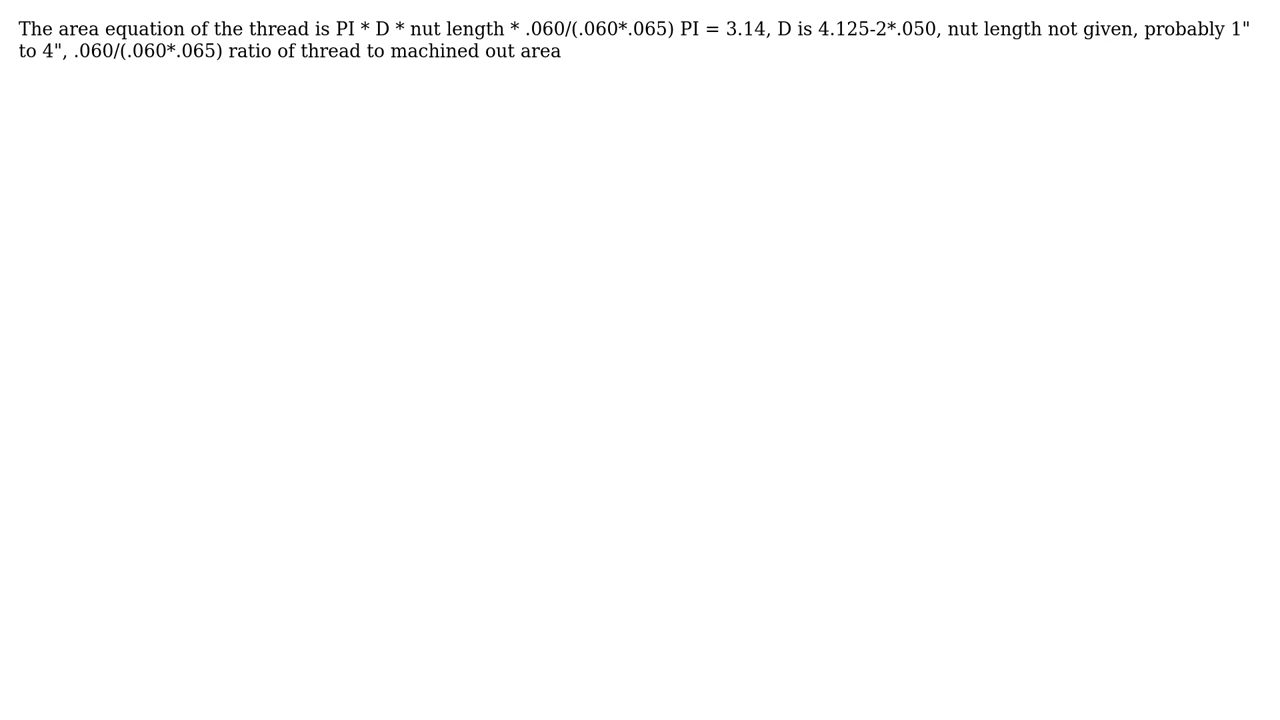 The area equation of the thread is PI * D * nut length * .060/(.060*.065) PI = 3.14, D is 4.125-2*.050, nut length not given, probably 1"
to 4", .060/(.060*.065) ratio of thread to machined out area